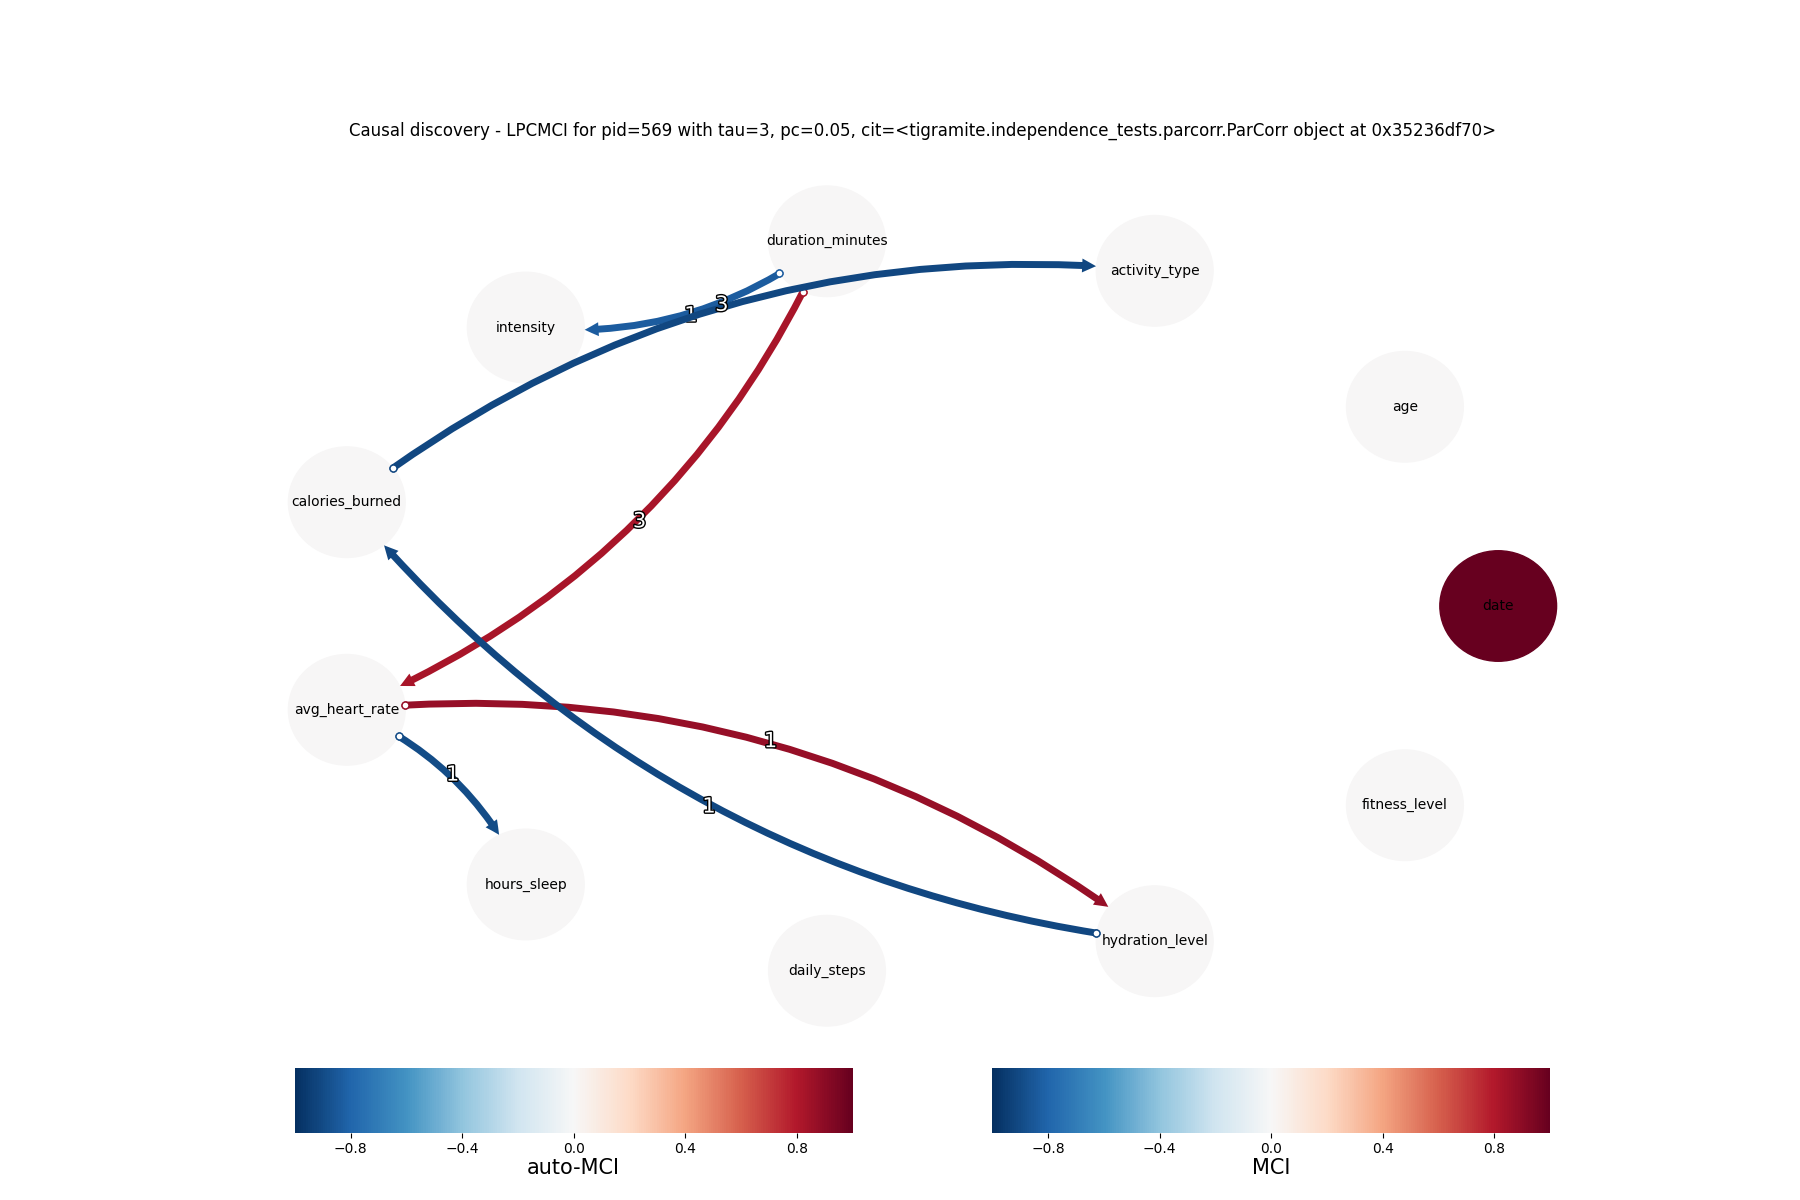 Causal discovery - LPCMCI for pid=569 with tau=3, pc=0.05, cit=<tigramite.independence_tests.parcorr.ParCorr object at 0x35236df70>
duration_minutes
activity_type
intensity
1
3
age
calories_burned
3
date
avg_heart_rate
1
1
1
fitness_level
hours_sleep
hydration_level
daily_steps
−0.8 −0.4 0.0 0.4 0.8
auto-MCI
−0.8 −0.4 0.0 0.4 0.8
MCI